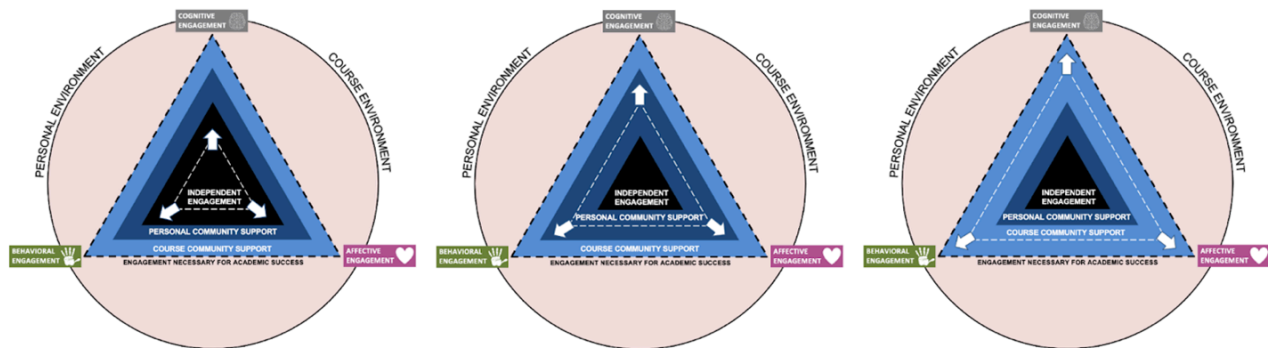 COGNITIVE
ENGAGEMENT
PERSONAL ENVIRONMENT
COURSE ENVIRONMENT
INDEPENDENT
ENGAGEMENT
PERSONAL COMMUNITY SUPPORT
COURSE COMMUNITY SUPPORT
BEHAVIORAL
ENGAGEMENT
AFFECTIVE
ENGAGEMENT
ENGAGEMENT NECESSARY FOR ACADEMIC SUCCESS
COGNITIVE
ENGAGEMENT
PERSONAL ENVIRONMENT
COURSE ENVIRONMENT
INDEPENDENT
ENGAGEMENT
PERSONAL COMMUNITY SUPPORT
COURSE COMMUNITY SUPPORT
BEHAVIORAL
ENGAGEMENT
AFFECTIVE
ENGAGEMENT
ENGAGEMENT NECESSARY FOR ACADEMIC SUCCESS
COGNITIVE
ENGAGEMENT
PERSONAL ENVIRONMENT
COURSE ENVIRONMENT
INDEPENDENT
ENGAGEMENT
PERSONAL COMMUNITY SUPPORT
COURSE COMMUNITY SUPPORT
BEHAVIORAL
ENGAGEMENT
AFFECTIVE
ENGAGEMENT
ENGAGEMENT NECESSARY FOR ACADEMIC SUCCESS